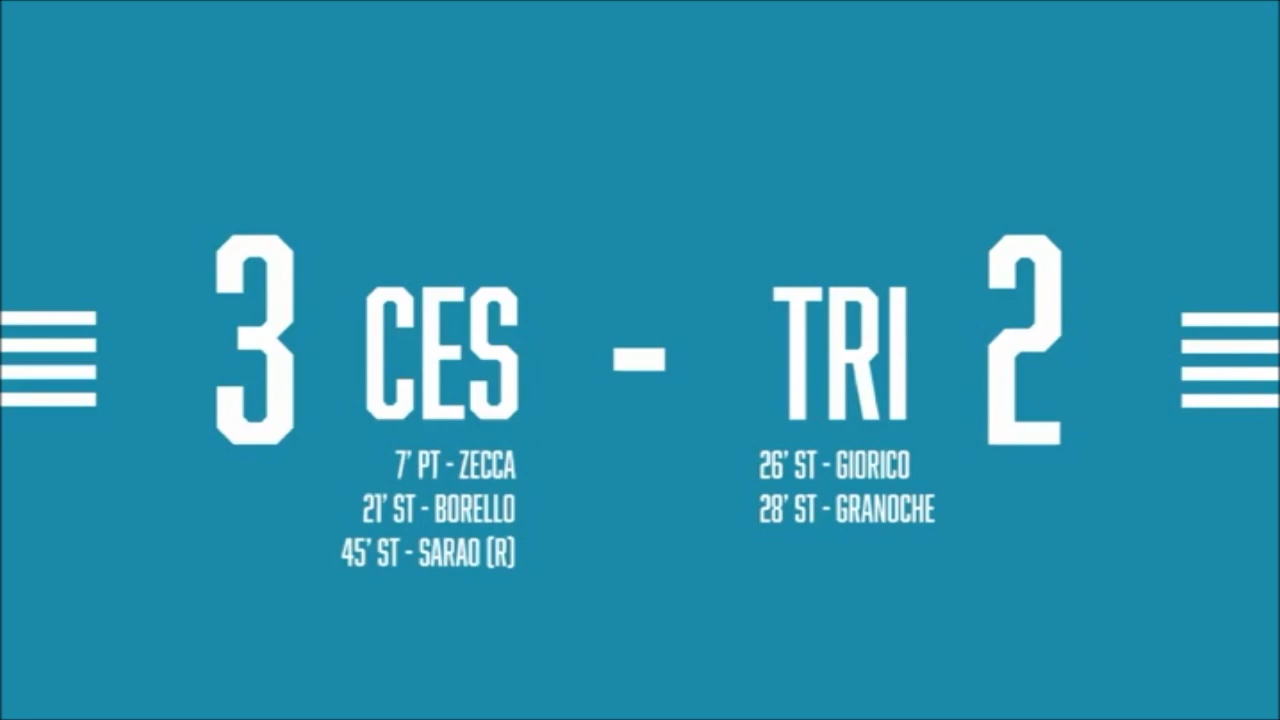 3 CES - TRI 2
7' PT - ZECCA
21' ST - BORELLO
45' ST - SARAO (R)
26' ST - GIORICO
28' ST - GRANOCHE